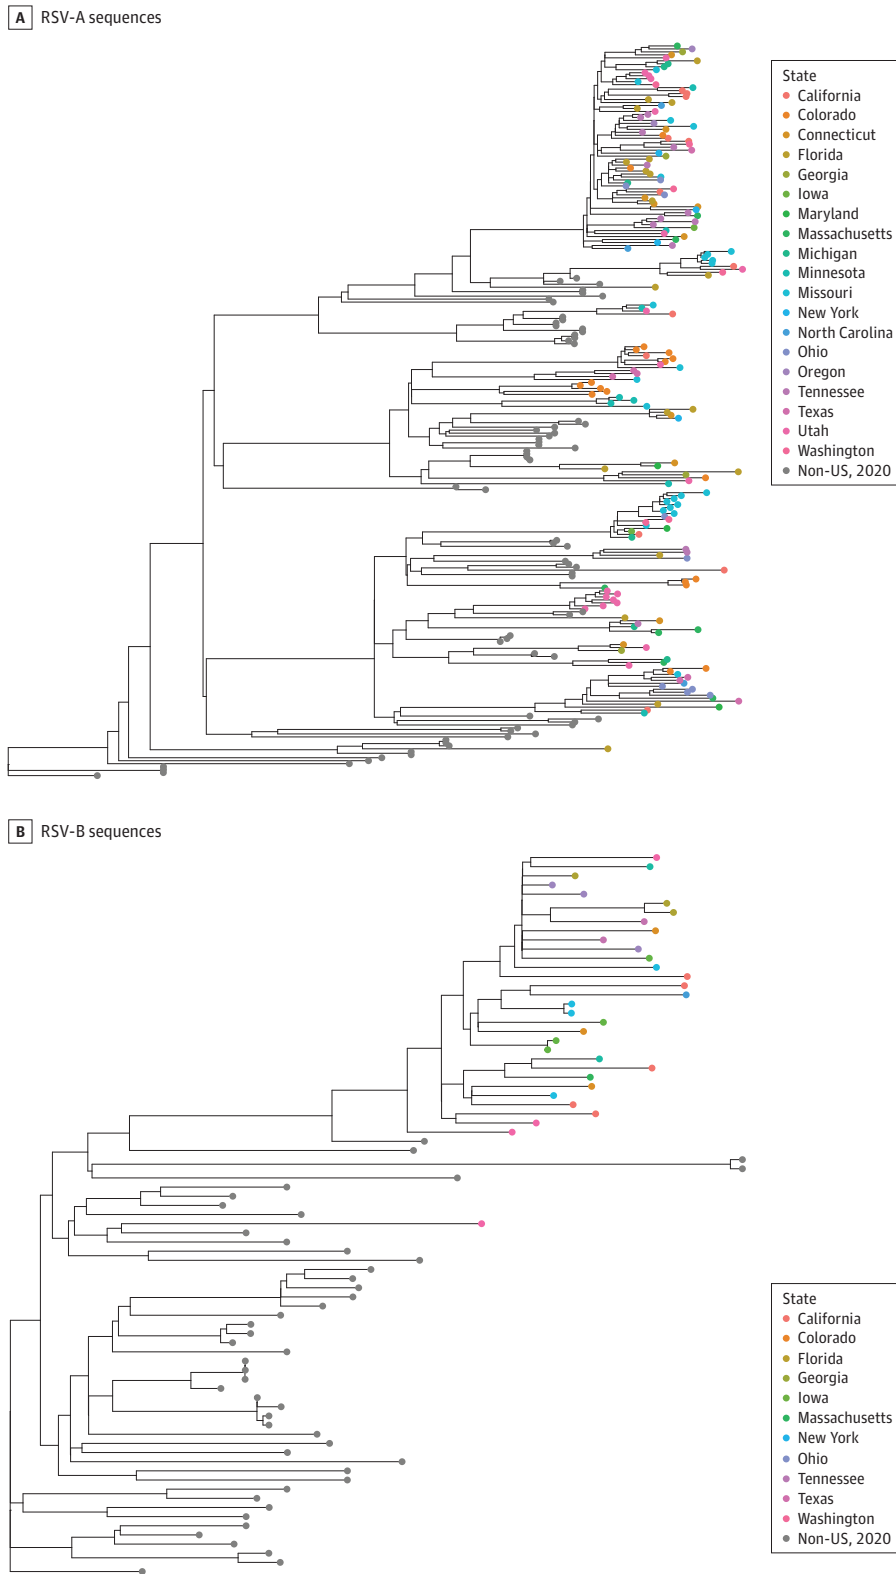 A RSV-A sequences
State
California
Colorado
Connecticut
Florida
Georgia
Iowa
Maryland
Massachusetts
Michigan
Minnesota
Missouri
New York
North Carolina
Ohio
Oregon
Tennessee
Texas
Utah
Washington
Non-US, 2020
B RSV-B sequences
State
California
Colorado
Florida
Georgia
Iowa
Massachusetts
New York
Ohio
Tennessee
Texas
Washington
Non-US, 2020